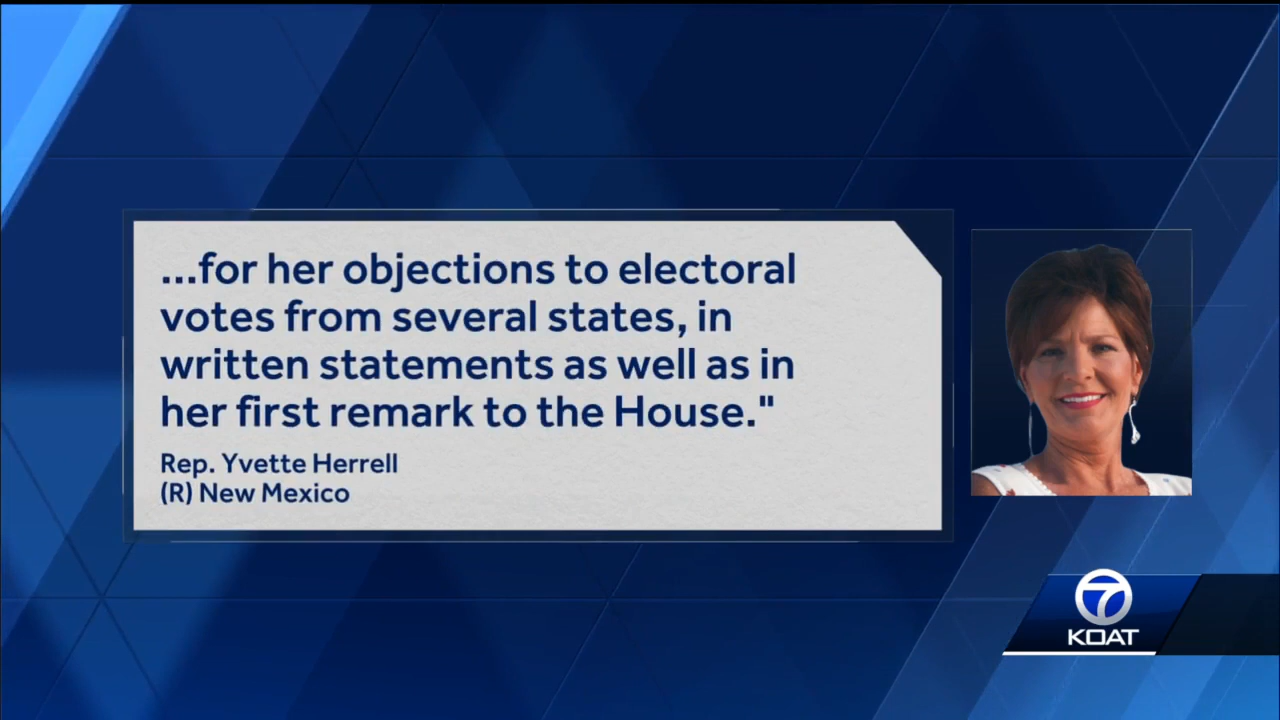 ...for her objections to electoral
votes from several states, in
written statements as well as in
her first remark to the House."
Rep. Yvette Herrell
(R) New Mexico
7
KOAT